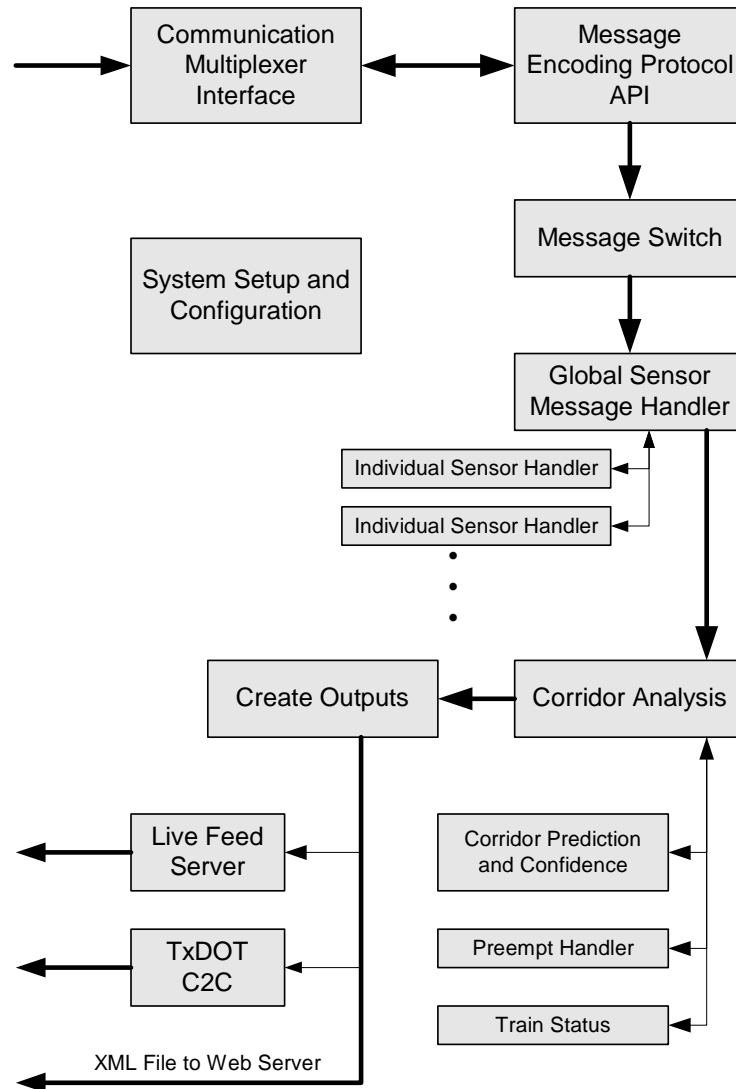 Communication
Multiplexer
Interface
Message
Encoding Protocol
API
Message Switch
System Setup and
Configuration
Global Sensor
Message Handler
Individual Sensor Handler
Individual Sensor Handler
Create Outputs
Corridor Analysis
Live Feed
Server
Corridor Prediction
and Confidence
TxDOT
C2C
Preempt Handler
Train Status
XML File to Web Server